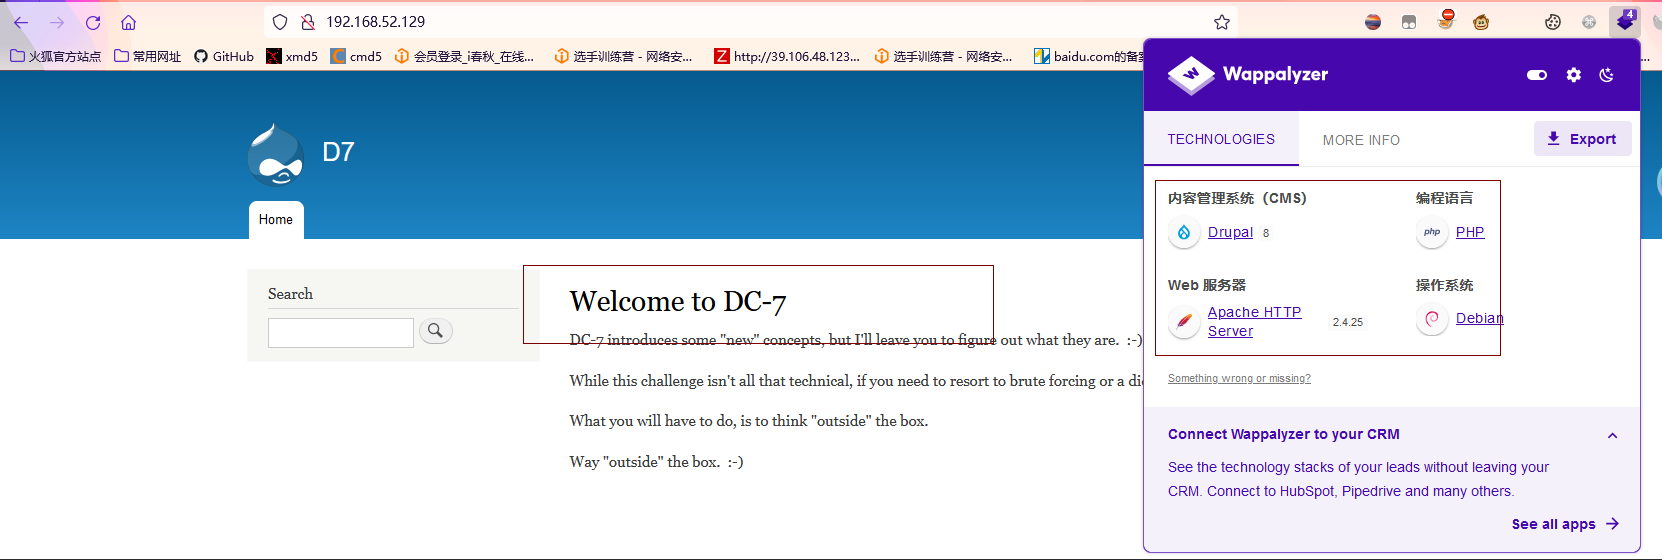 192.168.52.129
4
火狐官方站点 常用网址 GitHub xmd5 cmd5 会员登录_i春秋_在线... 选手训练营 - 网络安... http://39.106.48.123... 选手训练营 - 网络安... baidu.com的备案
Wappalyzer
TECHNOLOGIES MORE INFO Export
D7
Home
内容管理系统（CMS） 编程语言
Drupal 8 php PHP
Web 服务器 操作系统
Apache HTTP Server 2.4.25 Debian
Something wrong or missing?
Connect Wappalyzer to your CRM
See the technology stacks of your leads without leaving your
CRM. Connect to HubSpot, Pipedrive and many others.
See all apps
Search
Welcome to DC-7
DC-7 introduces some "new" concepts, but I'll leave you to figure out what they are. :-)
While this challenge isn't all that technical, if you need to resort to brute forcing or a
What you will have to do, is to think "outside" the box.
Way "outside" the box. :-)